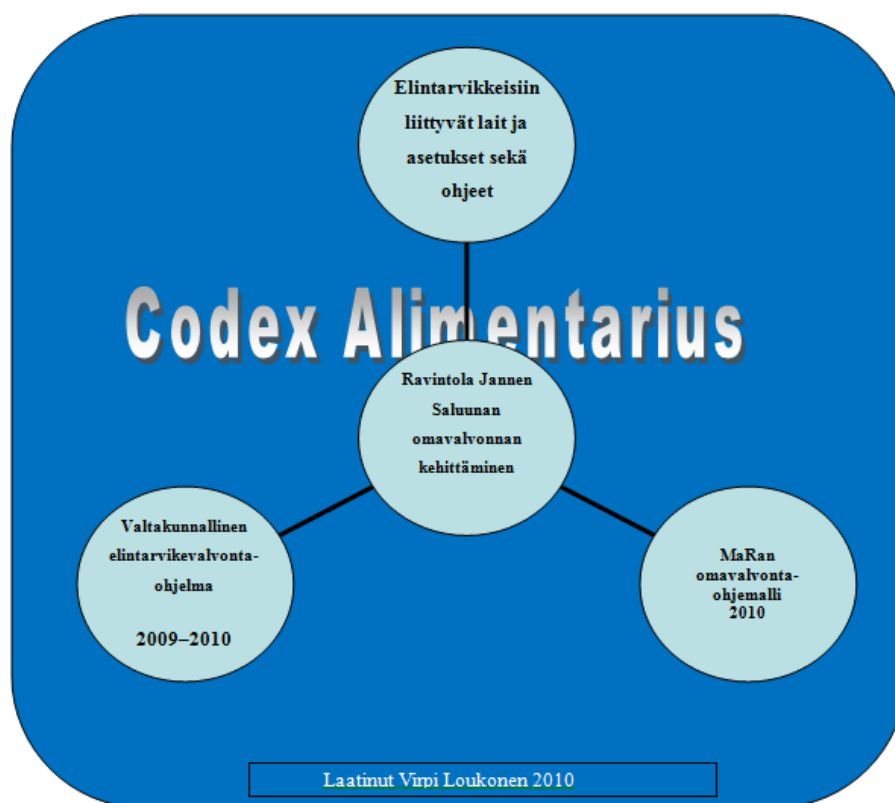 Elintarvikkeisiin
liittyvät lait ja
asetukset sekä
ohjeet
Codex Alimentarius
Ravintola Jannen
Saluunan
omavalvonnan
kehittäminen
Valtakunnallinen
elintarvikevalvonta-
ohjelma
2009–2010
MaRan
omavalvonta-
ohjemalli
2010
Laatinut Virpi Loukonen 2010